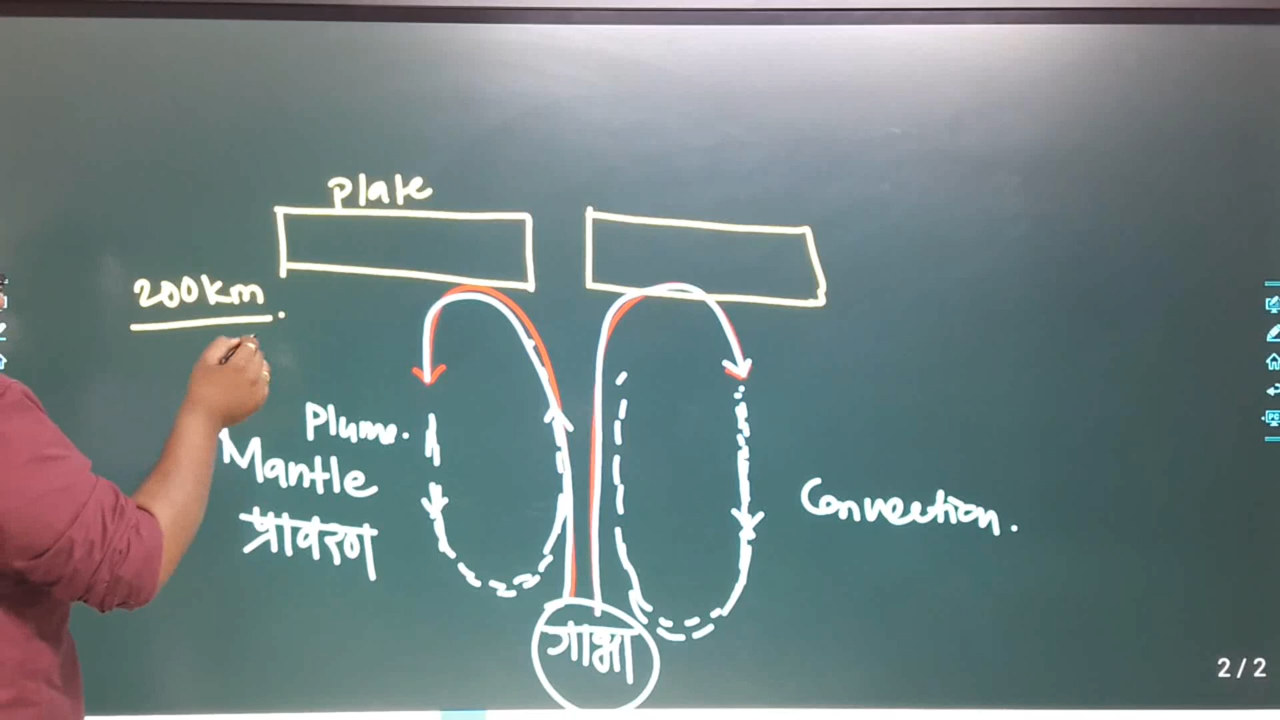 plate
200km.
Plume.
Mantle
प्रावरण
Convection.
गाभा
2/2